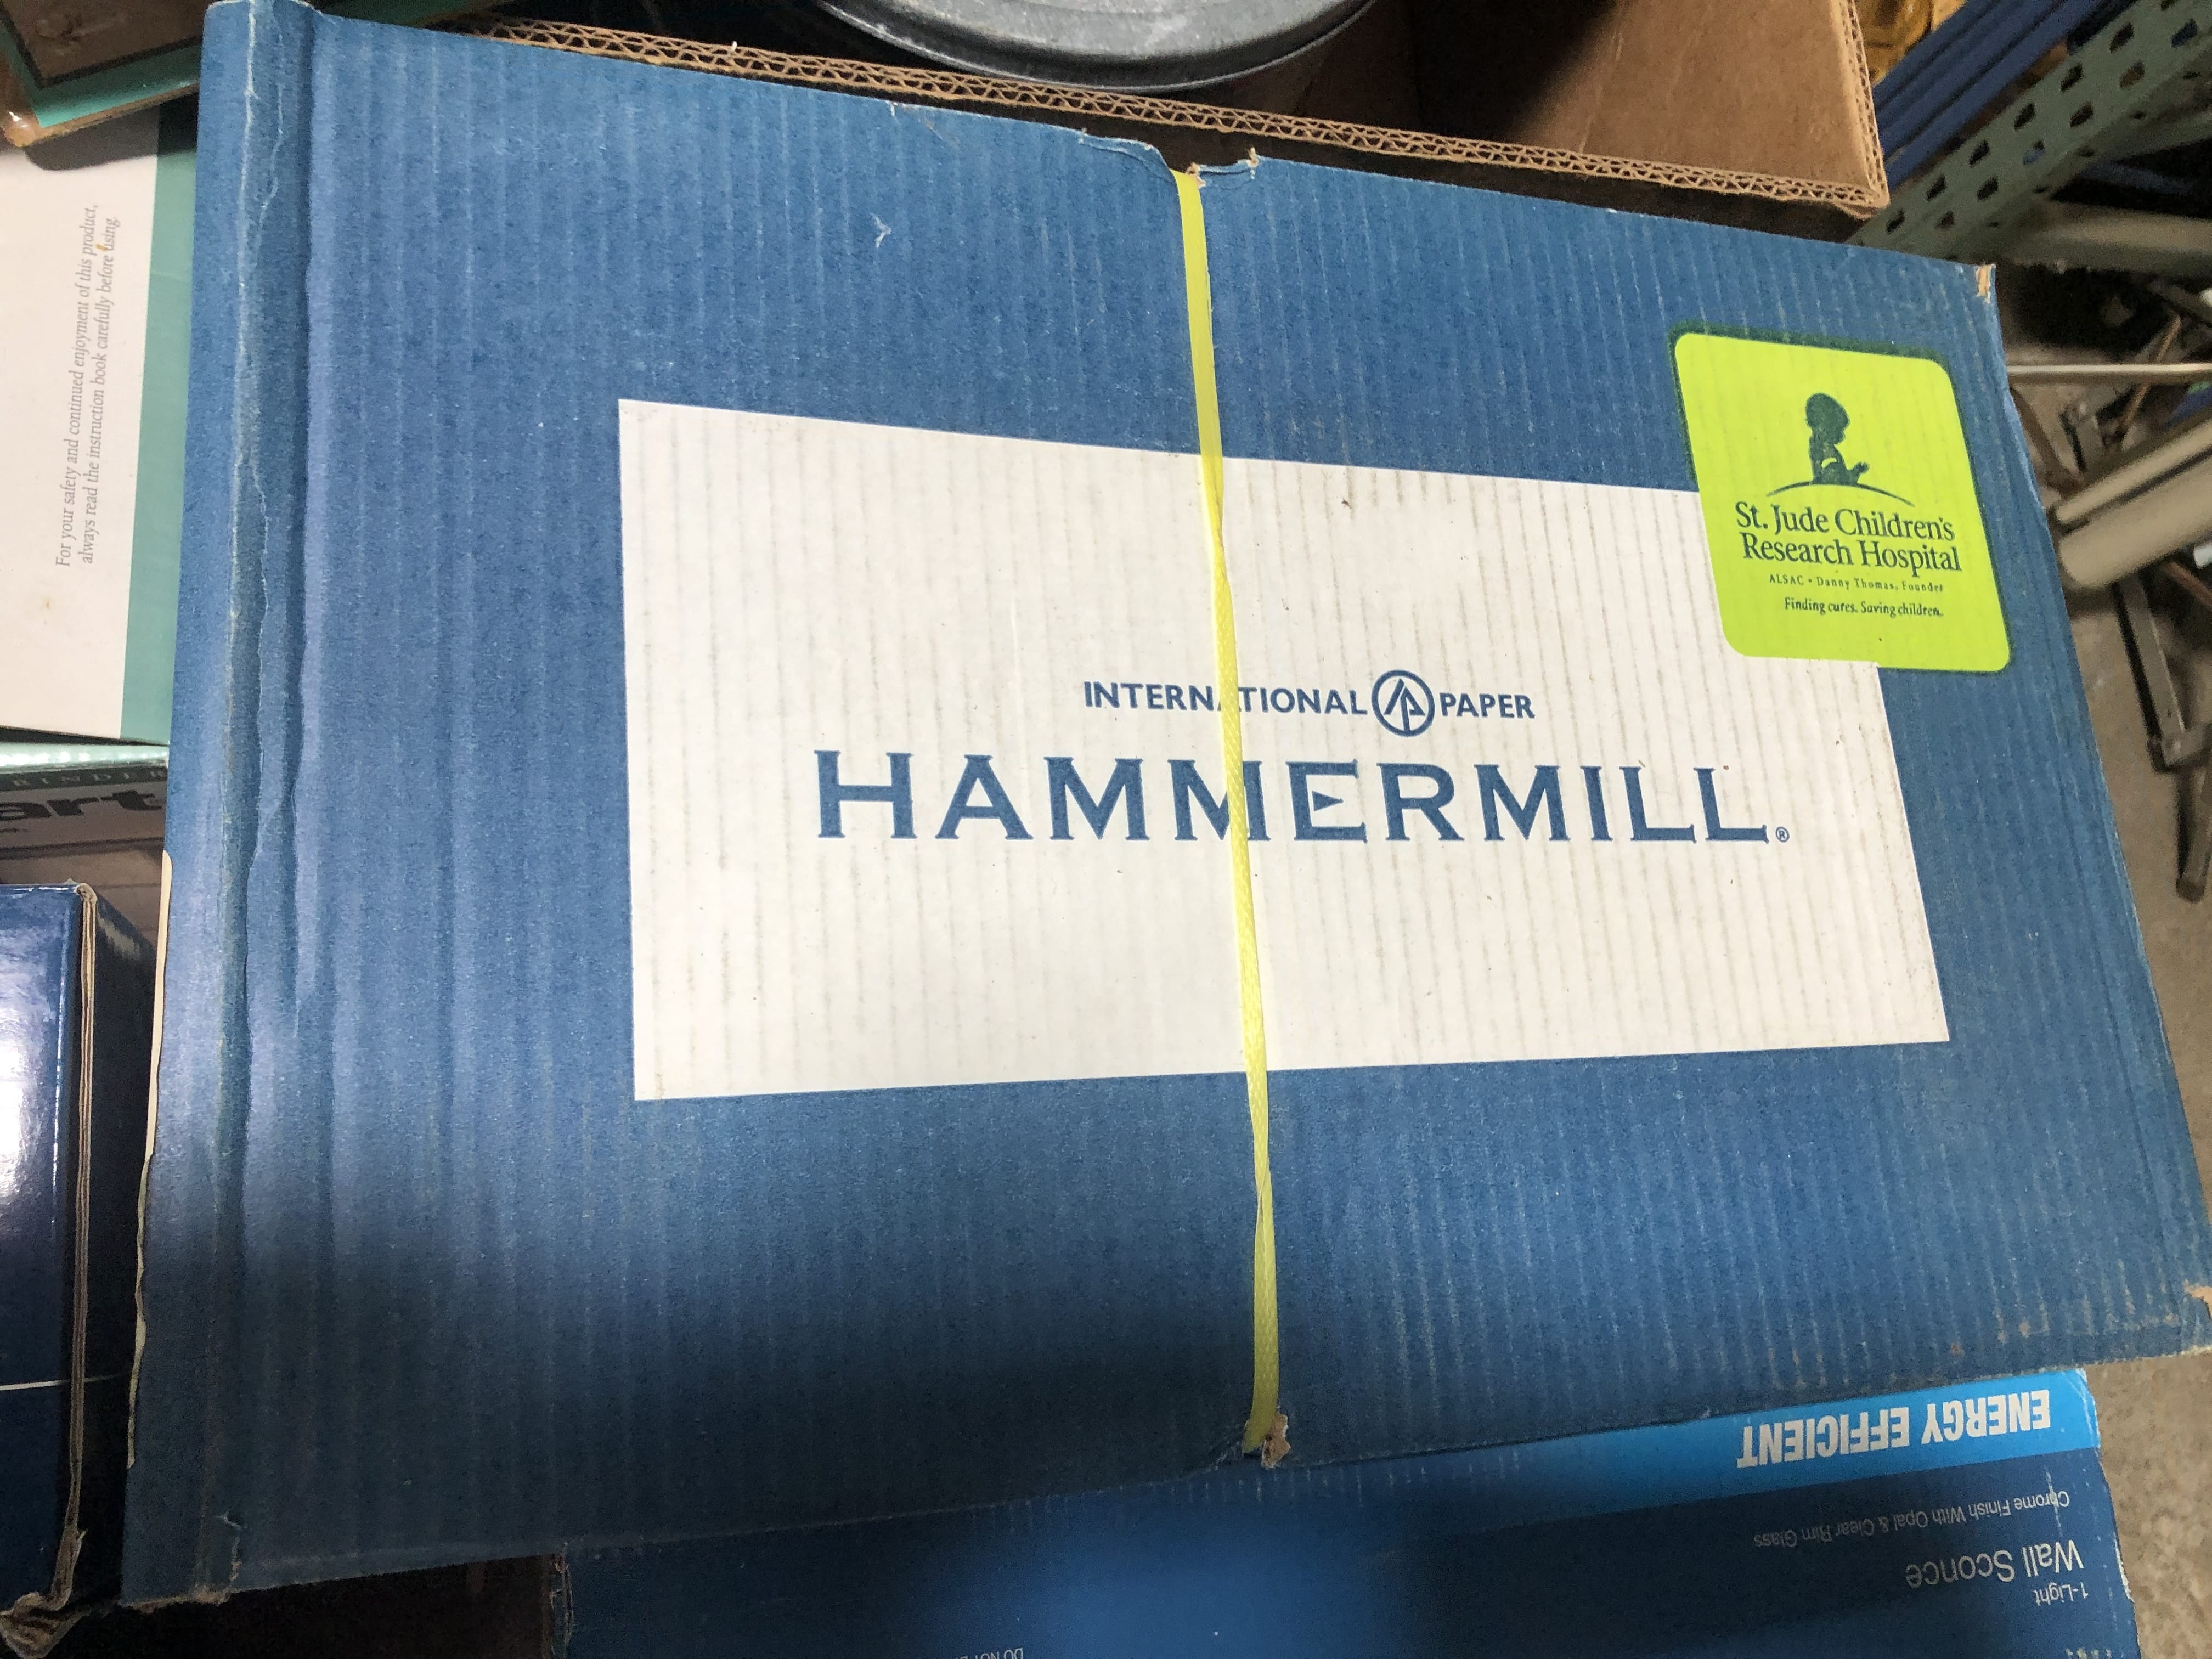 For your safety and continued enjoyment of this product,
always read the instruction book carefully before using.
St. Jude Children's
Research Hospital
ALSAC • Danny Thomas, Founder
Finding cures. Saving children.
INTERNATIONAL PAPER
HAMMERMILL®
ENERGY EFFICIENT
Chrome Finish With Opal & Clear Rim Glass
Wall Sconce
1-Light